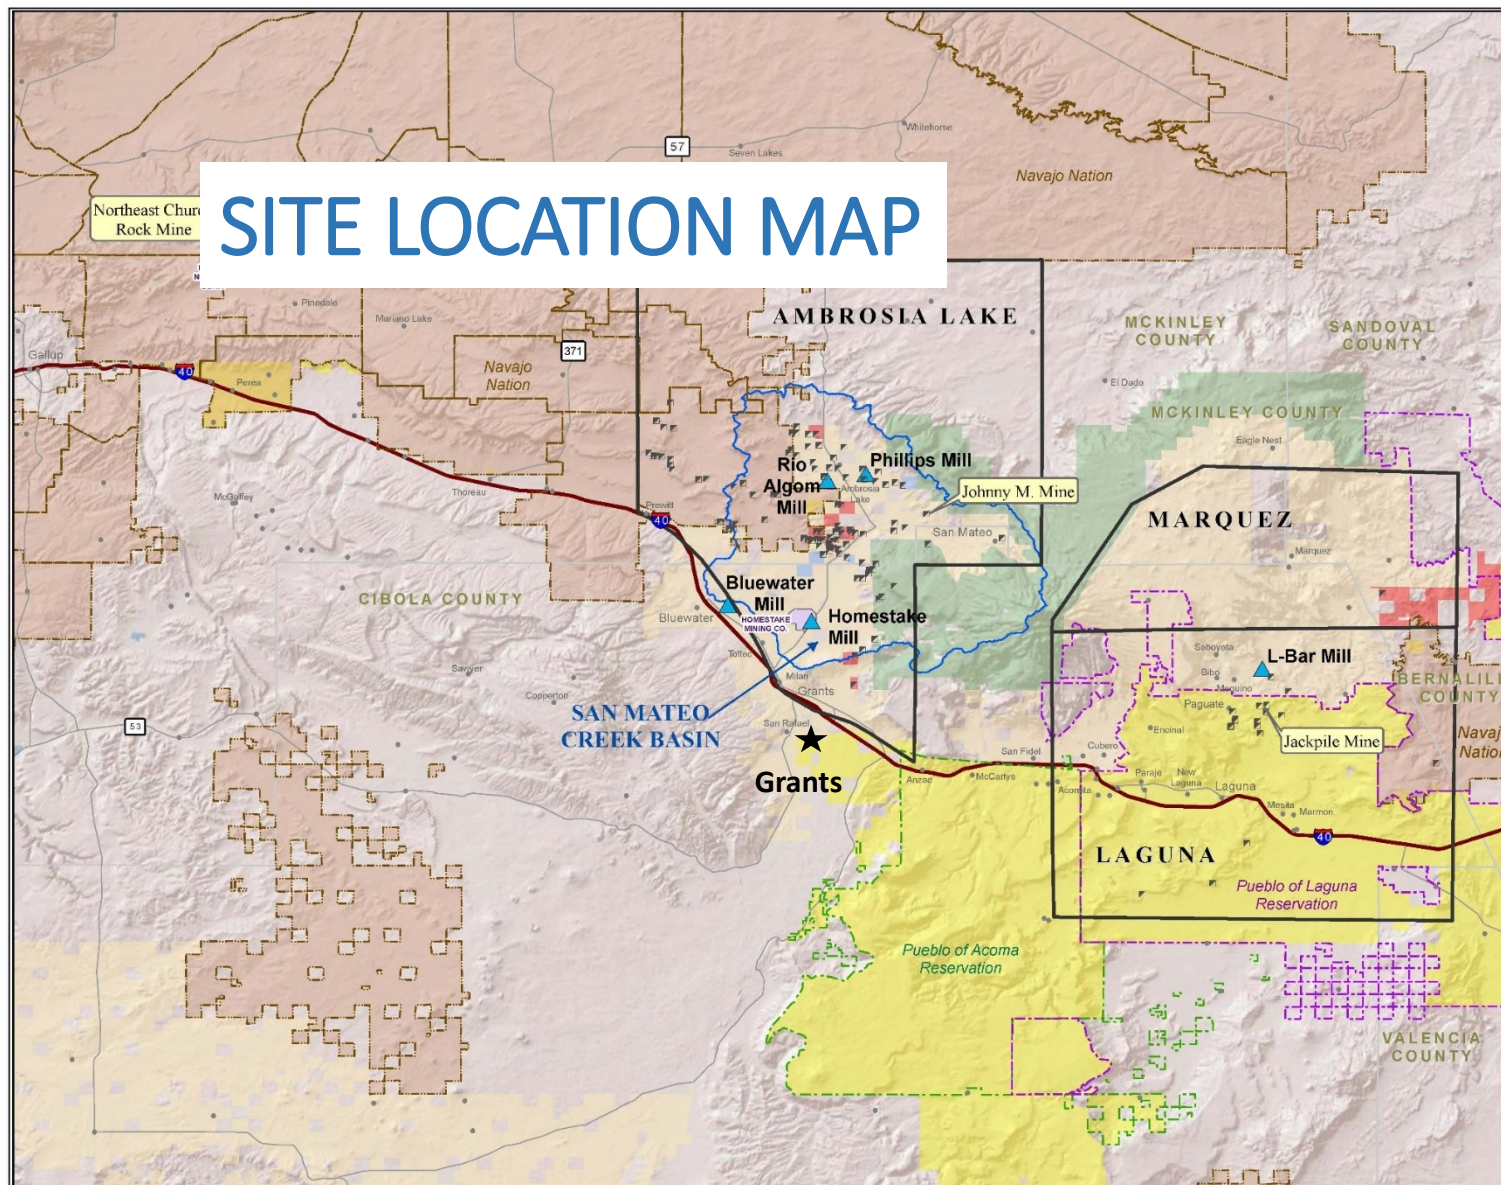 57
Whitehorse
Seven Lakes
Navajo Nation
Northeast Chur
Rock Mine
SITE LOCATION MAP
Pinedale
Mariano Lake
AMBROSIA LAKE
MCKINLEY
COUNTY
SANDOVAL
COUNTY
Gallup
40
Perea
Navajo
Nation
371
El Dado
MCKINLEY COUNTY
Eagle Nest
Rio
Algom
Mill
Phillips Mill
Ambrosia
Lake
Johnny M. Mine
McGaffey
Thoreau
Prewitt
40
San Mateo
MARQUEZ
Marquez
CIBOLA COUNTY
Bluewater
Mill
Bluewater
HOMESTAKE
MINING CO.
Homestake
Mill
Toltec
Milan
Grants
Sawyer
Copperton
SAN MATEO
CREEK BASIN
San Rafael
Seboyeta
Bibo
Moquino
L-Bar Mill
BERNALILL
COUNTY
Paguate
Encinal
Jackpile Mine
Navaj
Nation
53
Grants
San Fidel
Cubero
Anzac
McCartys
Acomita
Paraje
New
Laguna
Laguna
Mesita
Marmon
40
LAGUNA
Pueblo of Laguna
Reservation
Pueblo of Acoma
Reservation
VALENCIA
COUNTY